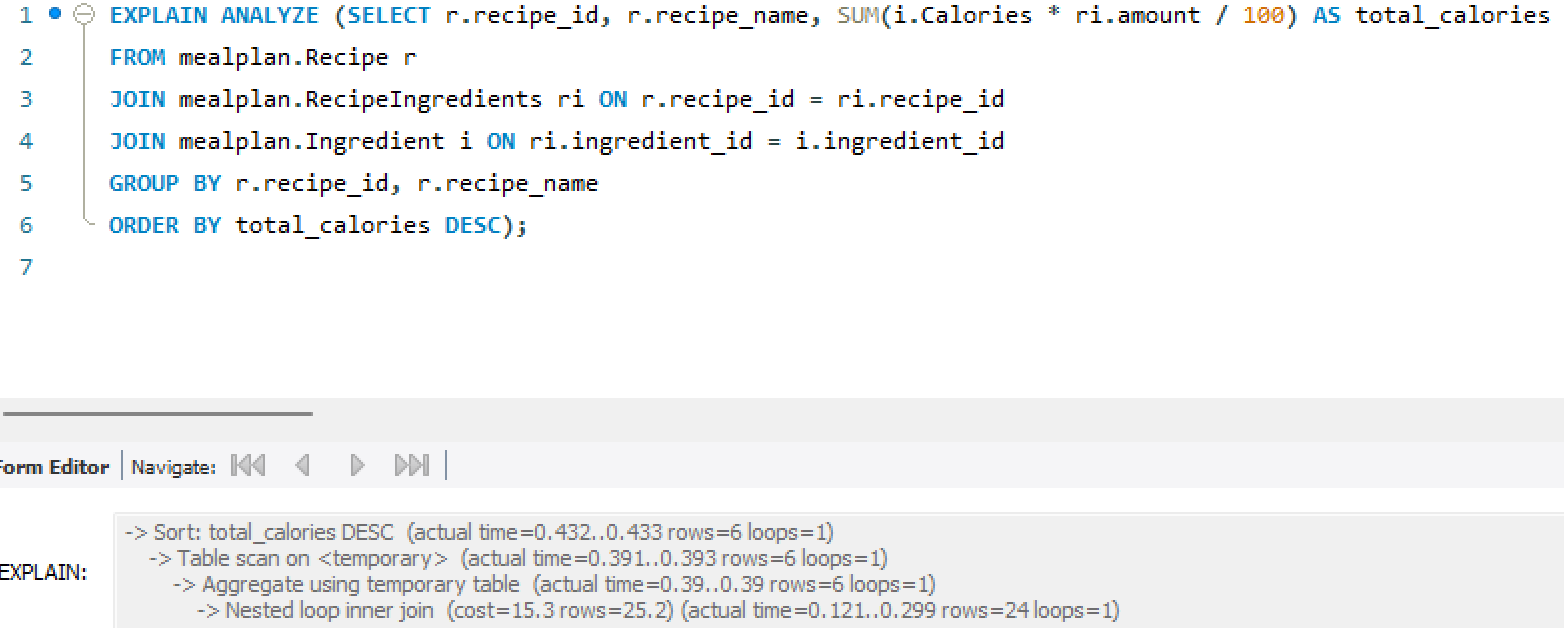 1 EXPLAIN ANALYZE (SELECT r.recipe_id, r.recipe_name, SUM(i.Calories * ri.amount / 100) AS total_calories
2 FROM mealplan.Recipe r
3 JOIN mealplan.RecipeIngredients ri ON r.recipe_id = ri.recipe_id
4 JOIN mealplan.Ingredient i ON ri.ingredient_id = i.ingredient_id
5 GROUP BY r.recipe_id, r.recipe_name
6 ORDER BY total_calories DESC);
7
Form Editor Navigate:
EXPLAIN:
-> Sort: total_calories DESC (actual time=0.432..0.433 rows=6 loops=1)
-> Table scan on <temporary> (actual time=0.391..0.393 rows=6 loops=1)
-> Aggregate using temporary table (actual time=0.39..0.39 rows=6 loops=1)
-> Nested loop inner join (cost=15.3 rows=25.2) (actual time=0.121..0.299 rows=24 loops=1)